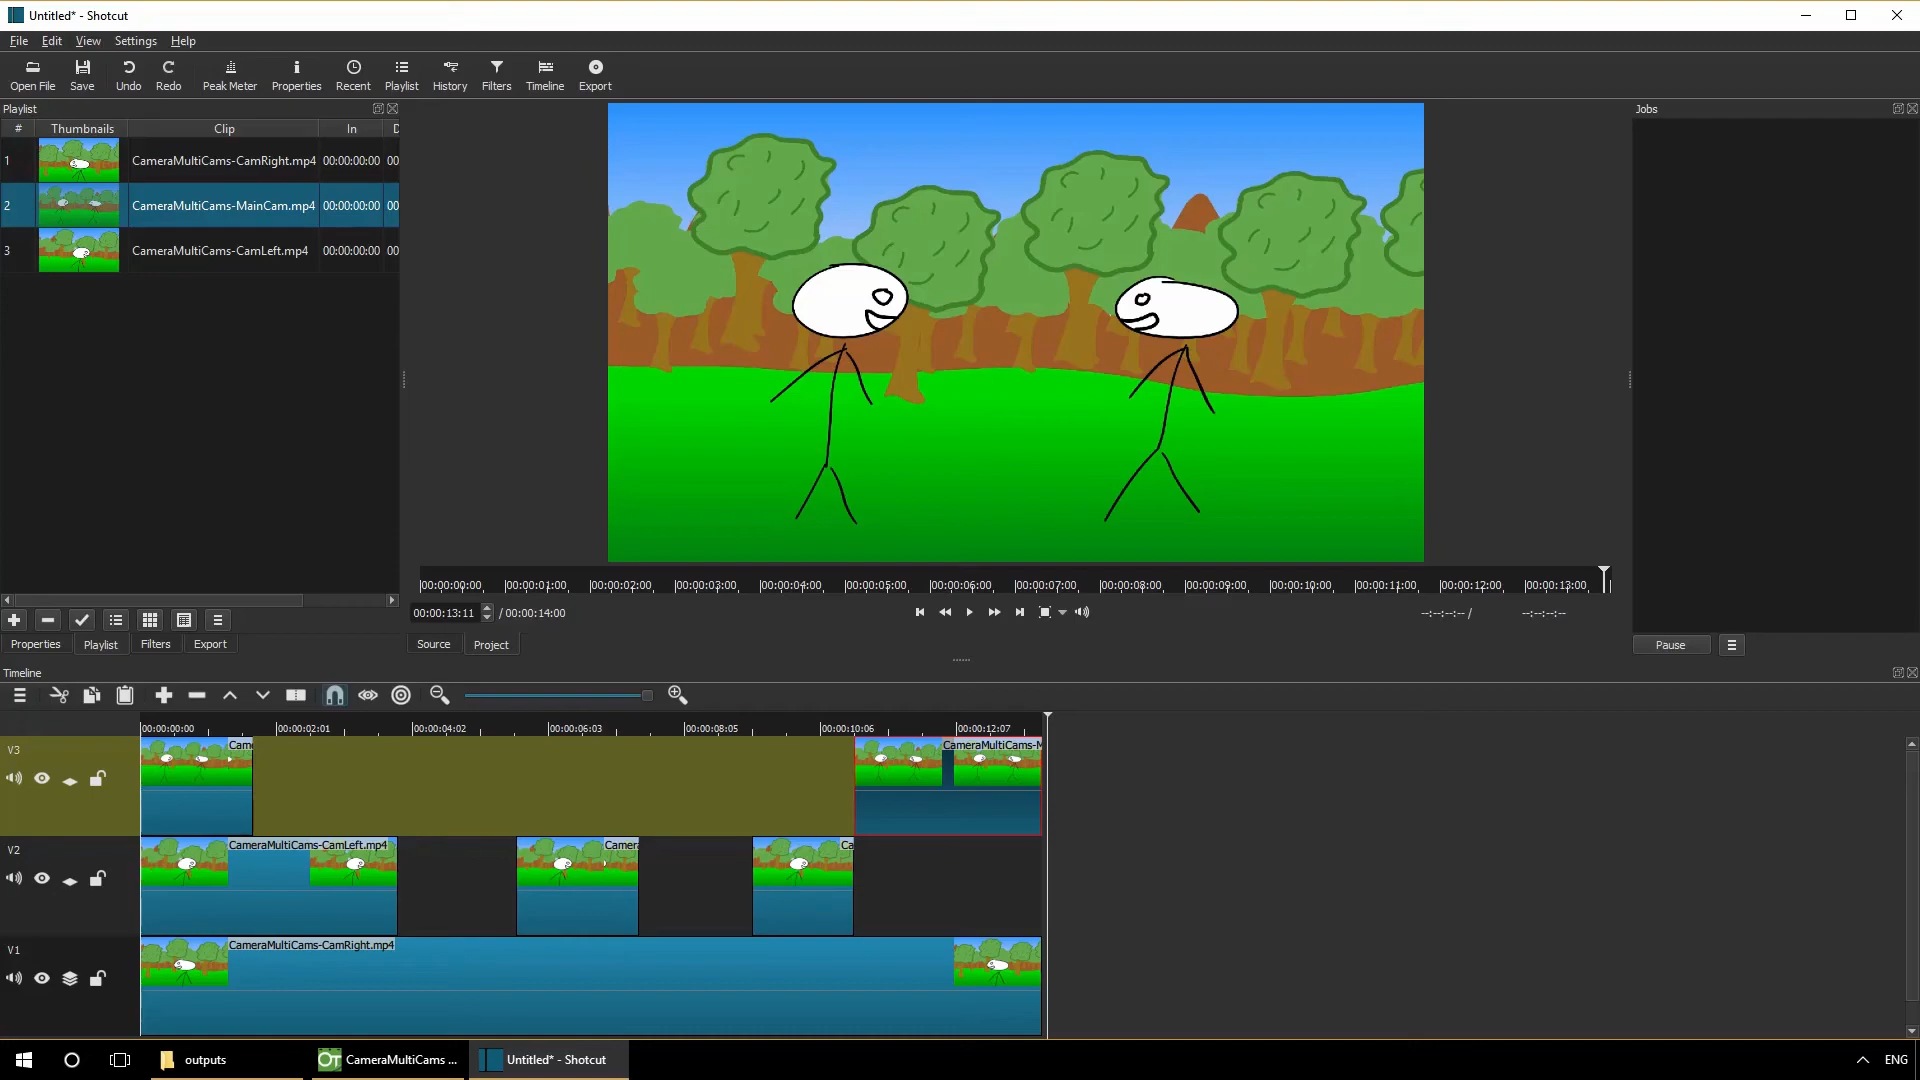 Untitled* - Shotcut
File Edit View Settings Help
Open File Save Undo Redo Peak Meter Properties Recent Playlist History Filters Timeline Export
Playlist
Jobs
# Thumbnails Clip In D
1 CameraMultiCams-CamRight.mp4 00:00:00:00 00
2 CameraMultiCams-MainCam.mp4 00:00:00:00 00
3 CameraMultiCams-CamLeft.mp4 00:00:00:00 00
00:00:00:00 00:00:01:00 00:00:02:00 00:00:03:00 00:00:04:00 00:00:05:00 00:00:06:00 00:00:07:00 00:00:08:00 00:00:09:00 00:00:10:00 00:00:11:00 00:00:12:00 00:00:13:00
00:00:13:11 / 00:00:14:00 --:--:--:-- / --:--:--:--
Properties Playlist Filters Export Source Project Pause
Timeline
00:00:00:00 00:00:02:01 00:00:04:02 00:00:06:03 00:00:08:05 00:00:10:06 00:00:12:07
V3 Came CameraMultiCams-M
V2 CameraMultiCams-CamLeft.mp4 Camera Ca
V1 CameraMultiCams-CamRight.mp4
outputs OT CameraMultiCams ... Untitled* - Shotcut ENG